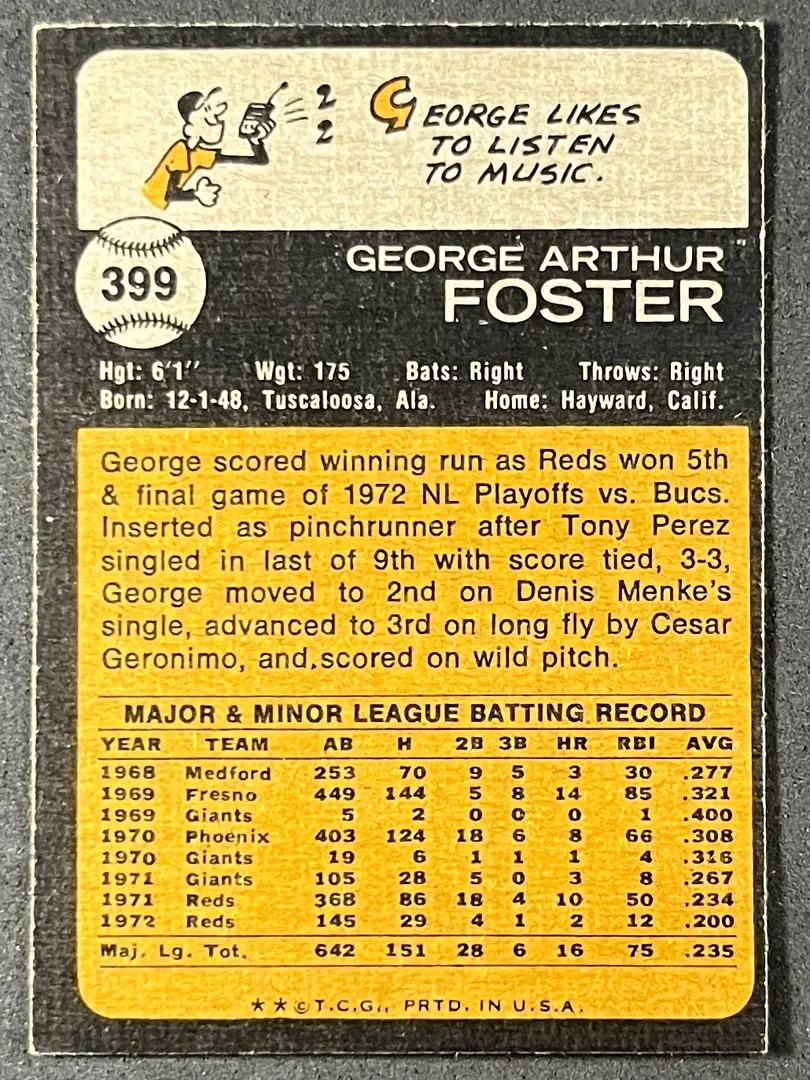 2
2
GEORGE LIKES
TO LISTEN
TO MUSIC.
399
GEORGE ARTHUR
FOSTER
Hgt: 6'1" Wgt: 175 Bats: Right Throws: Right
Born: 12-1-48, Tuscaloosa, Ala. Home: Hayward, Calif.
George scored winning run as Reds won 5th
& final game of 1972 NL Playoffs vs. Bucs.
Inserted as pinchrunner after Tony Perez
singled in last of 9th with score tied, 3-3,
George moved to 2nd on Denis Menke's
single, advanced to 3rd on long fly by Cesar
Geronimo, and scored on wild pitch.
MAJOR & MINOR LEAGUE BATTING RECORD
YEAR TEAM AB H 2B 3B HR RBI AVG
1968 Medford 253 70 9 5 3 30 .277
1969 Fresno 449 144 5 8 14 85 .321
1969 Giants 5 2 0 0 0 1 .400
1970 Phoenix 403 124 18 6 8 66 .308
1970 Giants 19 6 1 1 1 4 .316
1971 Giants 105 28 5 0 3 8 .267
1971 Reds 368 86 18 4 10 50 .234
1972 Reds 145 29 4 1 2 12 .200
Maj. Lg. Tot. 642 151 28 6 16 75 .235
**©T.C.G., PRTD. IN U.S.A.